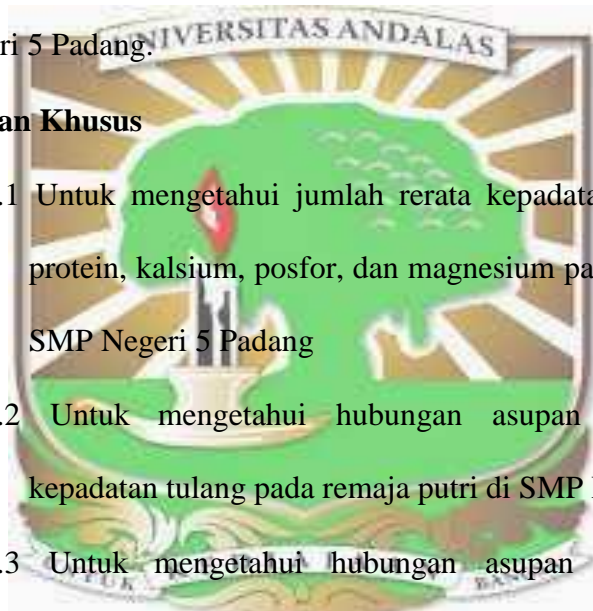 ri 5 Padang.
UNIVERSITAS ANDALAS
an Khusus
.1 Untuk mengetahui jumlah rerata kepadata
protein, kalsium, posfor, dan magnesium pa
SMP Negeri 5 Padang
.2 Untuk mengetahui hubungan asupan
kepadatan tulang pada remaja putri di SMP
.3 Untuk mengetahui hubungan asupan
UNTUK